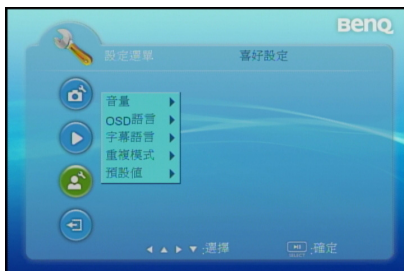 BenQ
設定選單 喜好設定
音量
OSD語言
字幕語言
重複模式
預設值
:選擇 :確定
SELECT